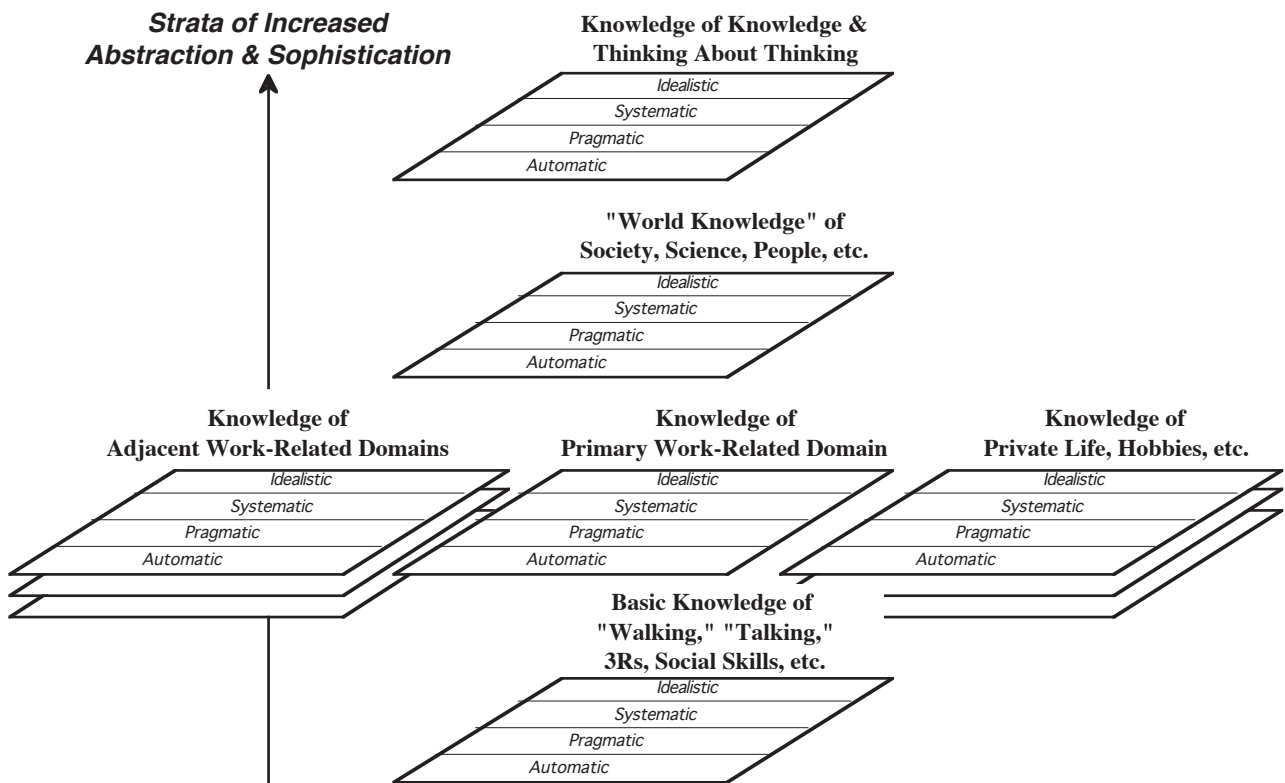 Strata of Increased
Abstraction & Sophistication
Knowledge of Knowledge &
Thinking About Thinking
Idealistic
Systematic
Pragmatic
Automatic
"World Knowledge" of
Society, Science, People, etc.
Idealistic
Systematic
Pragmatic
Automatic
Knowledge of
Adjacent Work-Related Domains
Idealistic
Systematic
Pragmatic
Automatic
Knowledge of
Primary Work-Related Domain
Idealistic
Systematic
Pragmatic
Automatic
Knowledge of
Private Life, Hobbies, etc.
Idealistic
Systematic
Pragmatic
Automatic
Basic Knowledge of
"Walking," "Talking,"
3Rs, Social Skills, etc.
Idealistic
Systematic
Pragmatic
Automatic